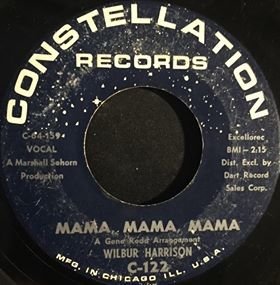 CONSTELLATION
RECORDS
C-64-159
VOCAL
A Marshall Sehorn
Production
Excellorec
BMI-2:15
Dist. Excl. by
Dart Record
Sales Corp.
MAMA, MAMA, MAMA
A Gene Redd Arrangement
WILBUR HARRISON
C-122
MFG. IN CHICAGO ILL. U.S.A.